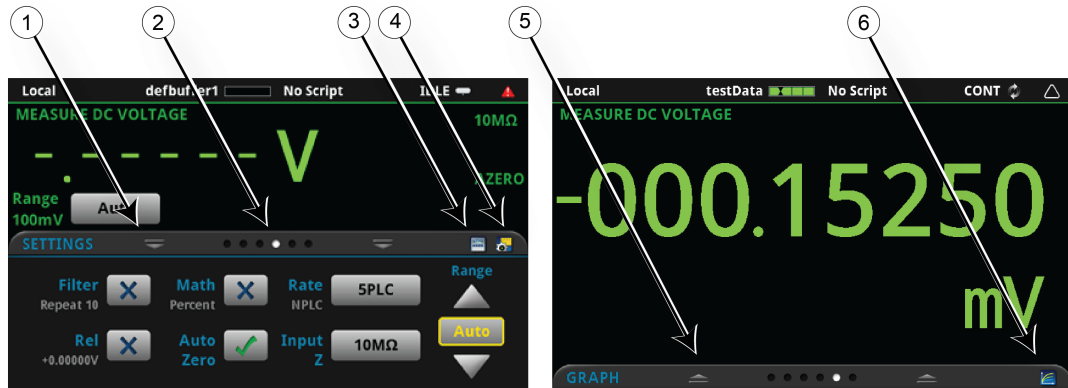 1 2 3 4 5 6
Local defbuffer1 No Script IDLE
MEASURE DC VOLTAGE
10MΩ
-.------ V
AZERO
Range
100mV Auto
SETTINGS
Filter
Repeat 10
Math
Percent
Rate
NPLC
5PLC
Range
Rel
+0.00000V
Auto
Zero
Input
Z
10MΩ
Auto
Local testData No Script CONT
MEASURE DC VOLTAGE
-000.15250
mV
GRAPH